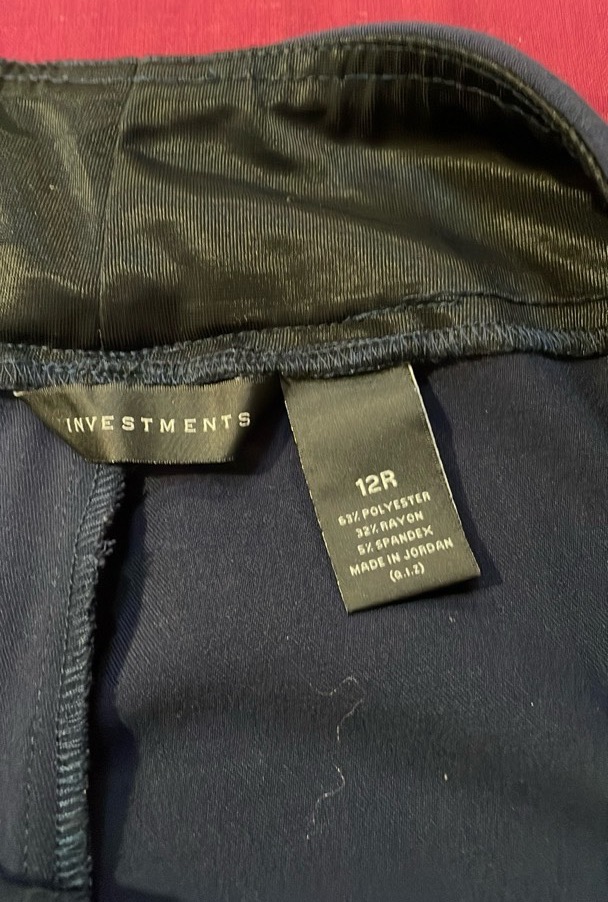 INVESTMENTS
12R
63% POLYESTER
32% RAYON
5% SPANDEX
MADE IN JORDAN
(Q.I.Z)